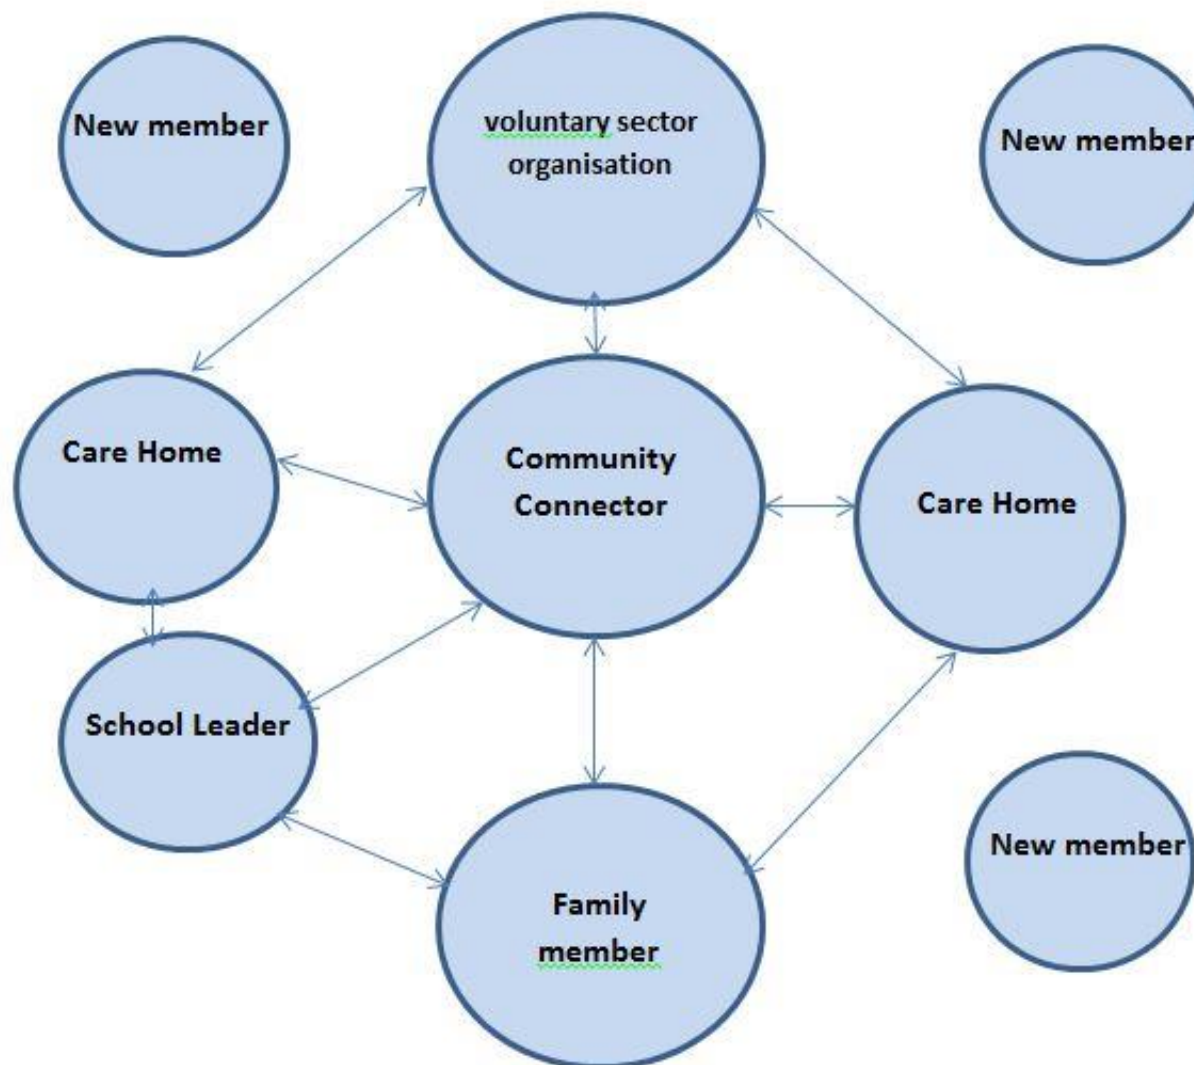 New member
voluntary sector
organisation
New member
Care Home
Community
Connector
Care Home
School Leader
Family
member
New member